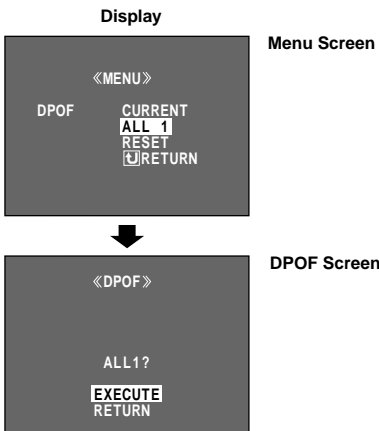 Display
Menu Screen
《MENU》
DPOF CURRENT
ALL 1
RESET
RETURN
DPOF Screen
《DPOF》
ALL1?
EXECUTE
RETURN